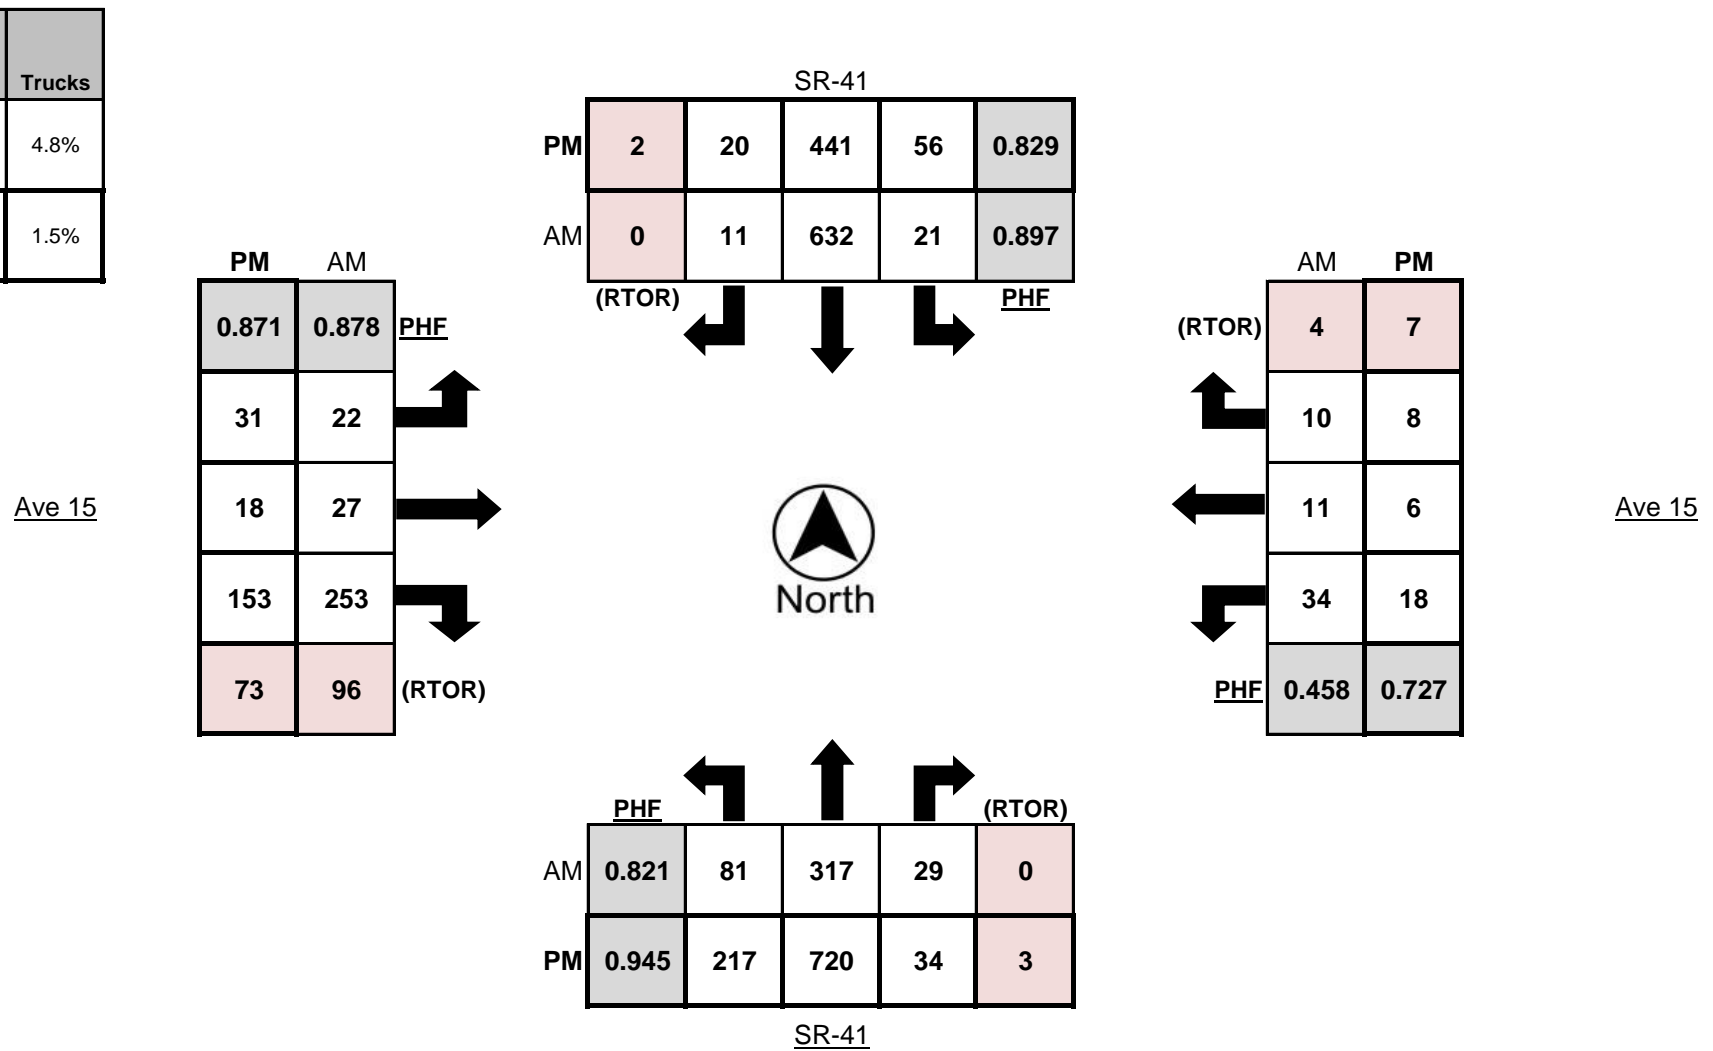 Trucks
4.8%
1.5%
SR-41
PM 2 20 441 56 0.829
AM 0 11 632 21 0.897
(RTOR) PHF
PM AM
0.871 0.878 PHF
31 22
18 27
153 253
73 96 (RTOR)
Ave 15
North
AM PM
(RTOR) 4 7
10 8
11 6
34 18
PHF 0.458 0.727
Ave 15
PHF (RTOR)
AM 0.821 81 317 29 0
PM 0.945 217 720 34 3
SR-41